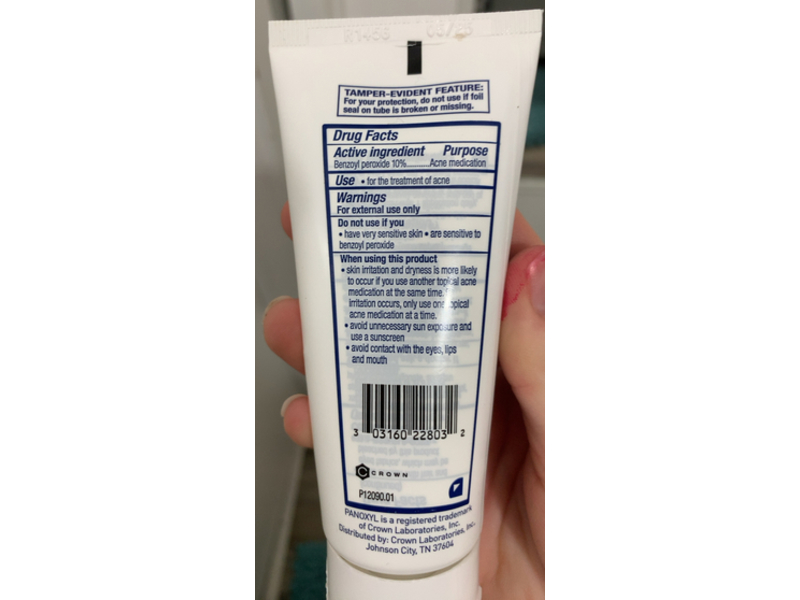 R1456 06/25
TAMPER-EVIDENT FEATURE:
For your protection, do not use if foil
seal on tube is broken or missing.
Drug Facts
Active ingredient Purpose
Benzoyl peroxide 10%..........Acne medication
Use • for the treatment of acne
Warnings
For external use only
Do not use if you
• have very sensitive skin • are sensitive to
benzoyl peroxide
When using this product
• skin irritation and dryness is more likely
to occur if you use another topical acne
medication at the same time. If
irritation occurs, only use one topical
acne medication at a time.
• avoid unnecessary sun exposure and
use a sunscreen
• avoid contact with the eyes, lips
and mouth
3 03160 22803 2
CROWN
P12090.01
PANOXYL is a registered trademark
of Crown Laboratories, Inc.
Distributed by: Crown Laboratories, Inc.
Johnson City, TN 37604